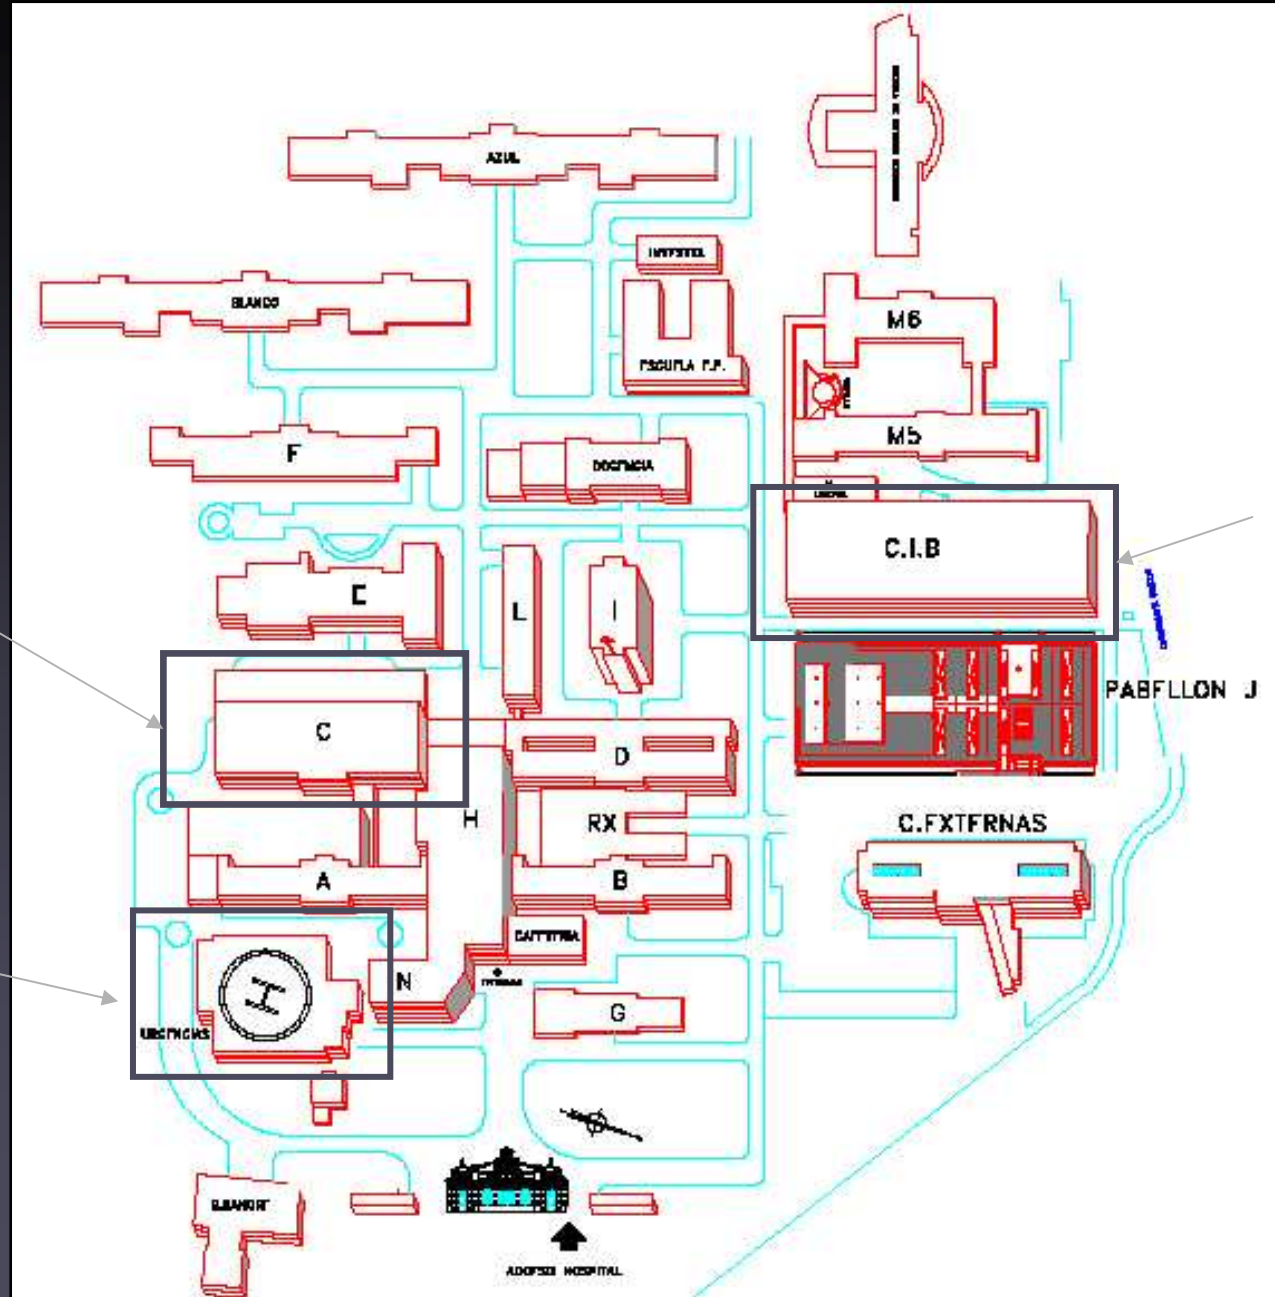 AZUL
BLANCO
M6
ESCUELA F.P.
M5
F
DOCENCIA
C.I.B
E
L
I
PABELLON J
C
D
H
RX
C.EXTERNAS
A
B
CAFETERIA
N
G
URGENCIAS
ACCESO HOSPITAL